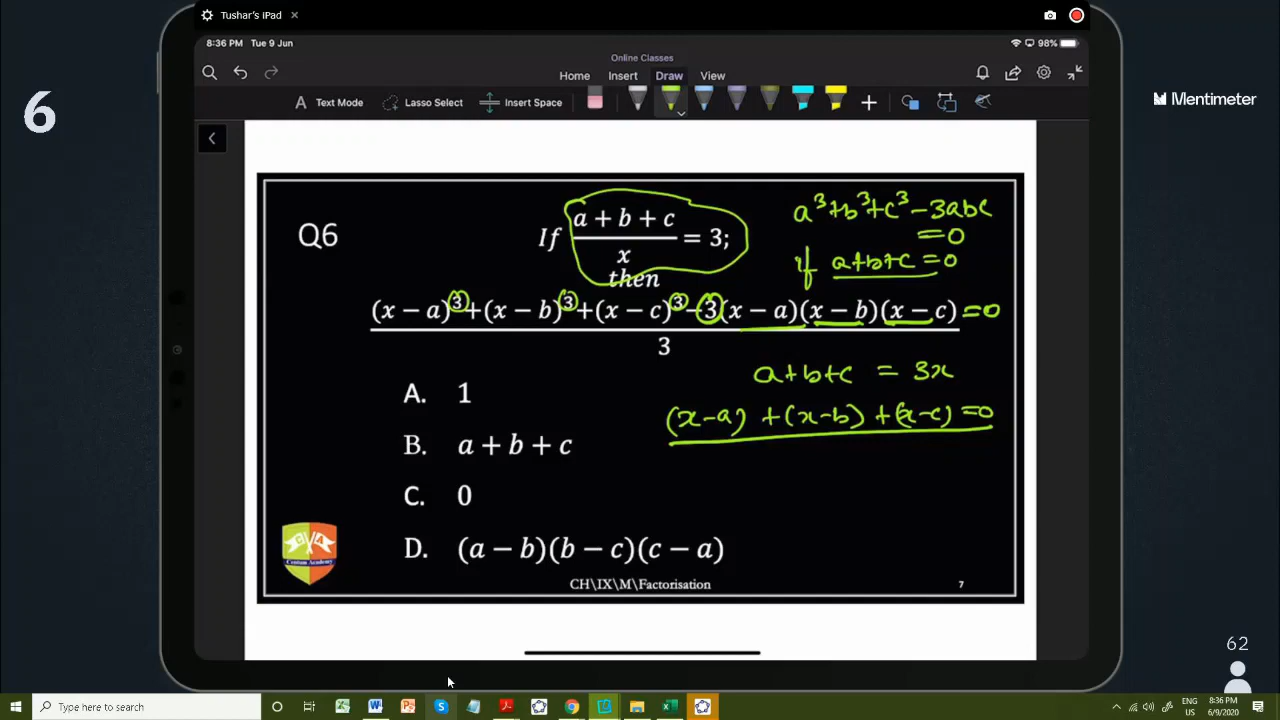 Tushar's iPad ×
8:36 PM Tue 9 Jun
98%
Online Classes
Home Insert Draw View
A Text Mode Lasso Select Insert Space
6
Mentimeter
Q6
If a + b + c / x = 3;
then
(x − a)³+(x − b)³+(x − c)³−3(x − a)(x − b)(x − c) =0
3
a³+b³+c³−3abc
=0
if a+b+c=0
a+b+c = 3x
(x-a) +(x-b) +(x-c)=0
A. 1
B. a + b + c
C. 0
D. (a − b)(b − c)(c − a)
CA
Centum Academy
CH\IX\M\Factorisation
7
62
Type here to search
ENG
US
8:36 PM
6/9/2020